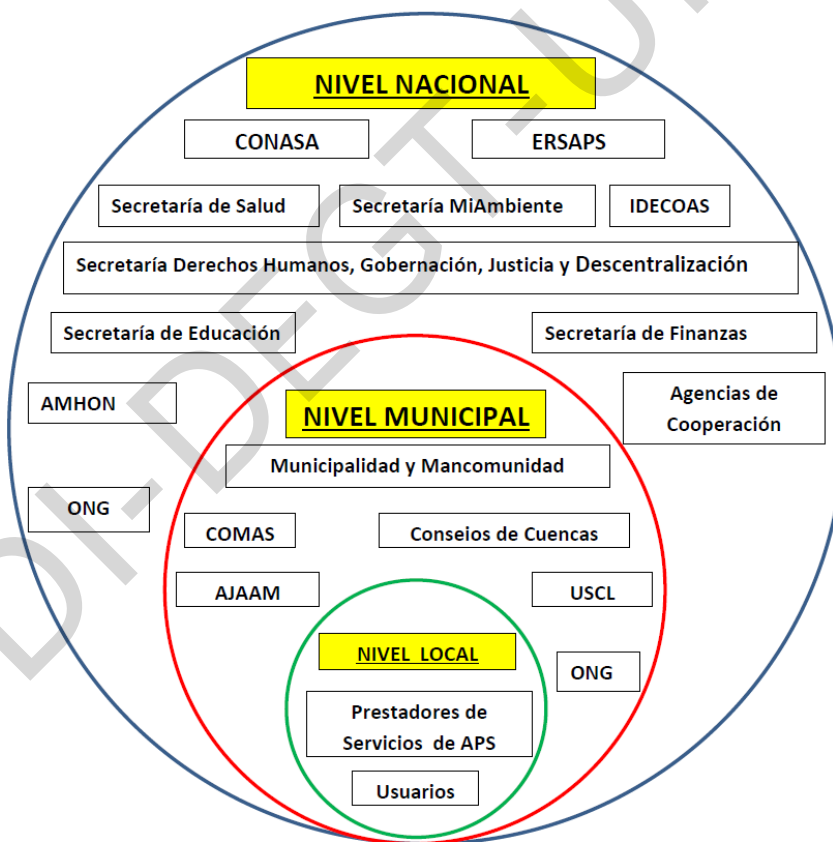 NIVEL NACIONAL
CONASA
ERSAPS
Secretaría de Salud
Secretaría MiAmbiente
IDECOAS
Secretaría Derechos Humanos, Gobernación, Justicia y Descentralización
Secretaría de Educación
Secretaría de Finanzas
AMHON
Agencias de
Cooperación
NIVEL MUNICIPAL
Municipalidad y Mancomunidad
ONG
COMAS
Conseios de Cuencas
AJAAM
USCL
NIVEL LOCAL
ONG
Prestadores de
Servicios de APS
Usuarios
DI-DEGT-U